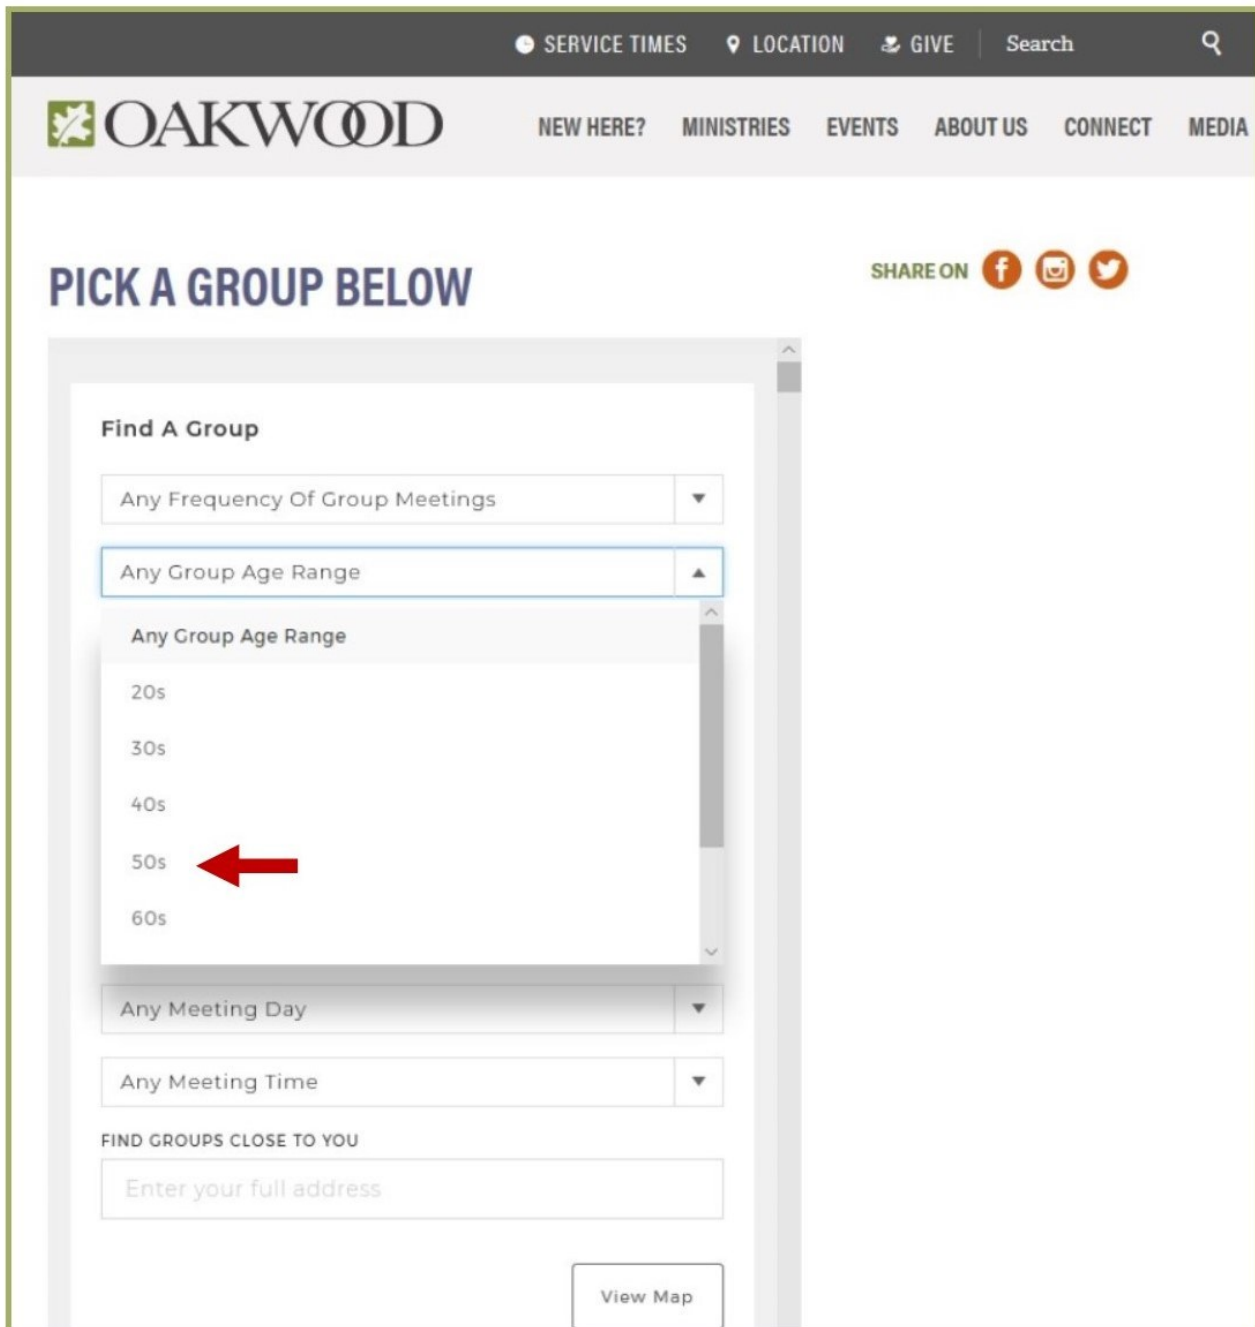 SERVICE TIMES LOCATION GIVE Search
OAKWOOD NEW HERE? MINISTRIES EVENTS ABOUT US CONNECT MEDIA
PICK A GROUP BELOW
SHARE ON
Find A Group
Any Frequency Of Group Meetings
Any Group Age Range
Any Group Age Range
20s
30s
40s
50s
60s
Any Meeting Day
Any Meeting Time
FIND GROUPS CLOSE TO YOU
Enter your full address
View Map